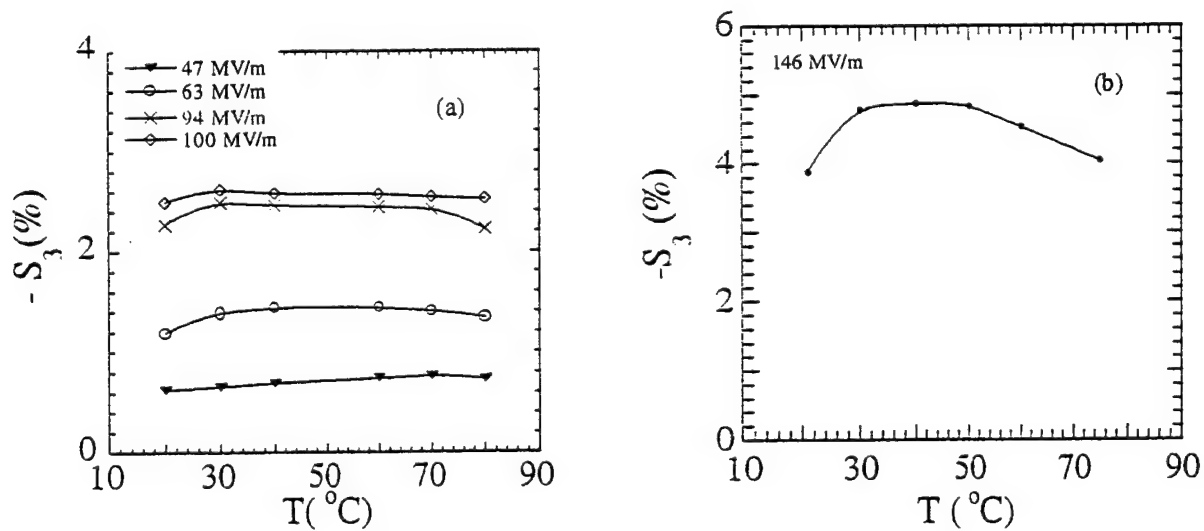 4
47 MV/m
63 MV/m
94 MV/m
100 MV/m
(a)
2
0
- S3 (%)
10 30 50 70 90
T( °C)
6
146 MV/m
(b)
4
2
0
-S3 (%)
10 30 50 70 90
T ( °C)